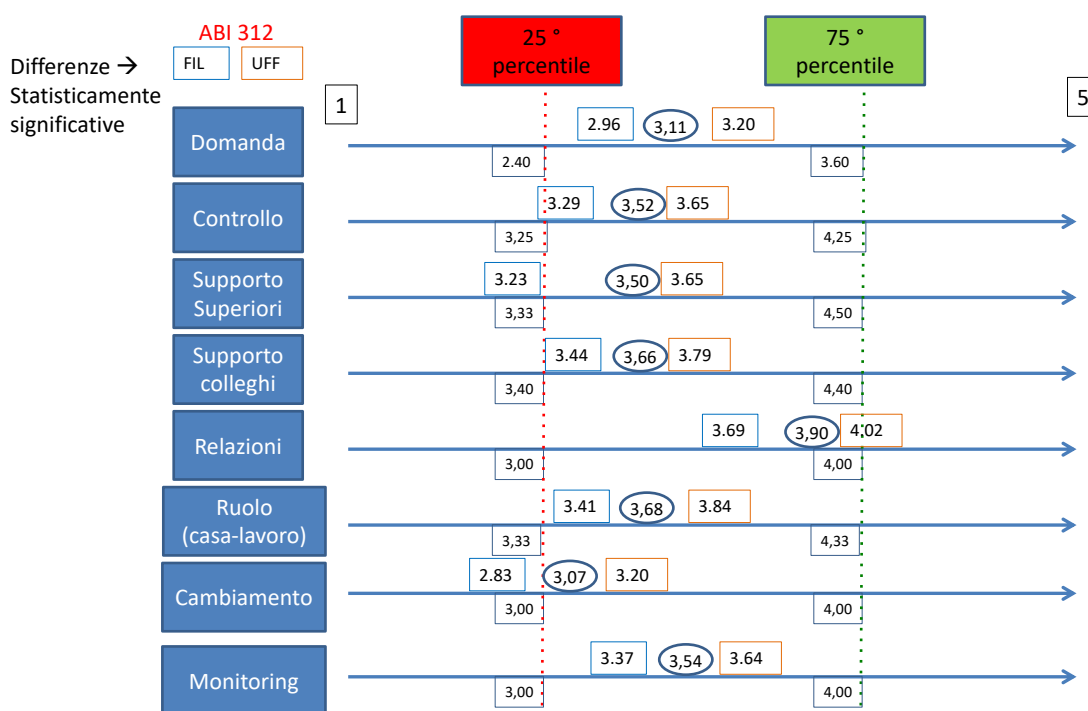 ABI 312
FIL
UFF
Differenze →
Statisticamente
significative
25 °
percentile
75 °
percentile
1
5
Domanda
2.96
3,11
3.20
2.40
3.60
Controllo
3.29
3,52
3.65
3,25
4,25
Supporto
Superiori
3.23
3,50
3.65
3,33
4,50
Supporto
colleghi
3.44
3,66
3.79
3,40
4,40
Relazioni
3.69
3,90
4.02
3,00
4,00
Ruolo
(casa-lavoro)
3.41
3,68
3.84
3,33
4,33
Cambiamento
2.83
3,07
3.20
3,00
4,00
Monitoring
3.37
3,54
3.64
3,00
4,00